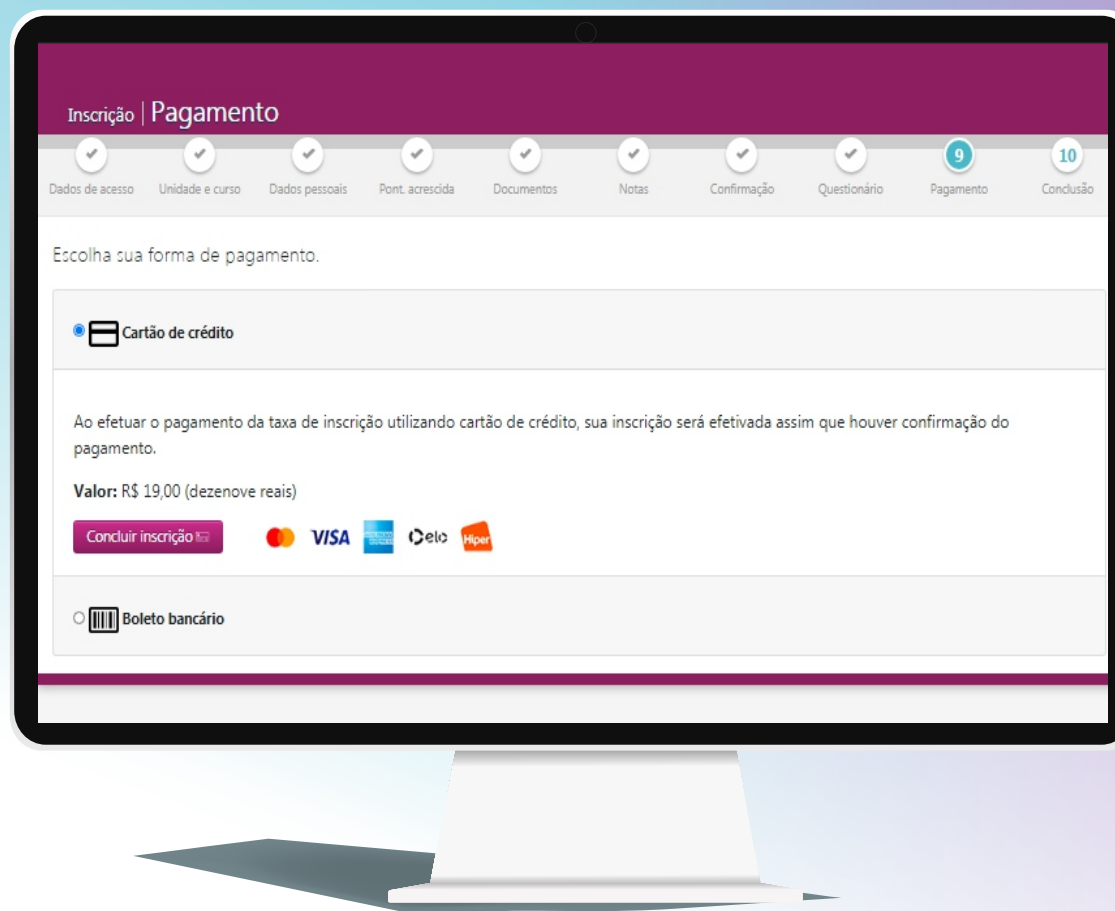 Inscrição | Pagamento
9
10
Dados de acesso
Unidade e curso
Dados pessoais
Pont. acrescida
Documentos
Notas
Confirmação
Questionário
Pagamento
Conclusão
Escolha sua forma de pagamento.
Cartão de crédito
Ao efetuar o pagamento da taxa de inscrição utilizando cartão de crédito, sua inscrição será efetivada assim que houver confirmação do
pagamento.
Valor: R$ 19,00 (dezenove reais)
Concluir inscrição
VISA
elo
Hiper
Boleto bancário